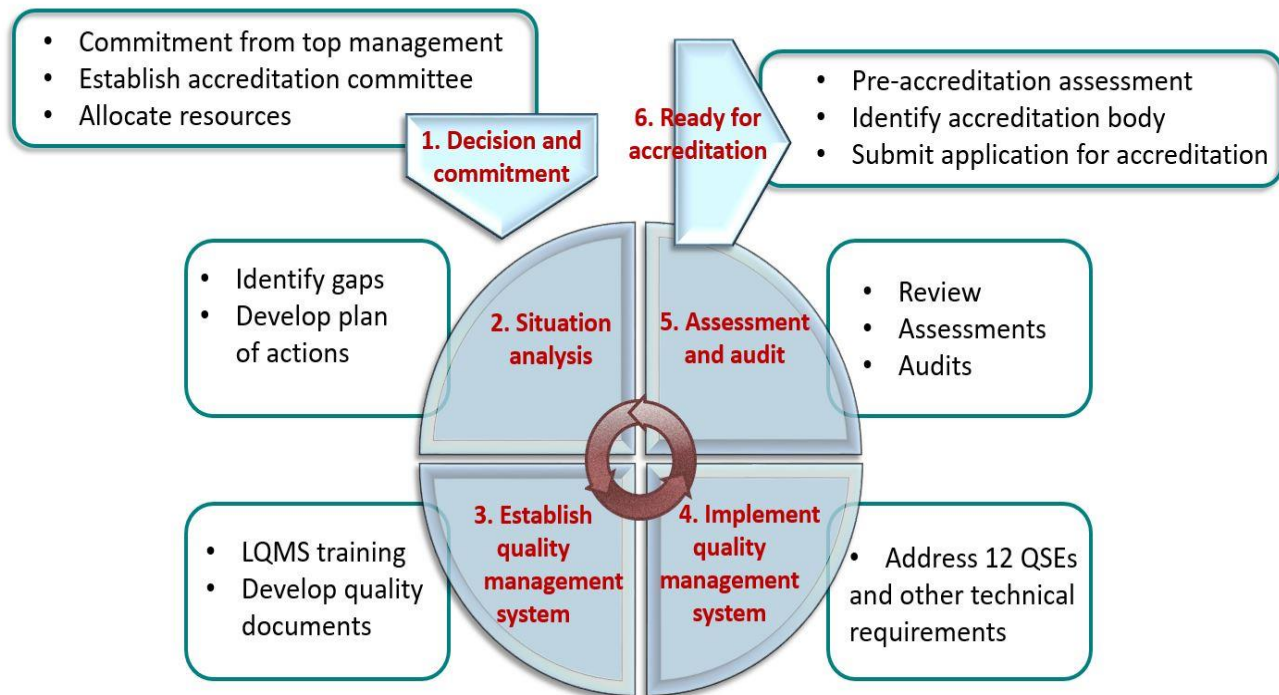 • Commitment from top management
• Establish accreditation committee
• Allocate resources
1. Decision and
commitment
• Identify gaps
• Develop plan
of actions
2. Situation
analysis
• LQMS training
• Develop quality
documents
3. Establish
quality
management
system
4. Implement
quality
management
system
• Address 12 QSEs
and other technical
requirements
5. Assessment
and audit
• Review
• Assessments
• Audits
6. Ready for
accreditation
• Pre-accreditation assessment
• Identify accreditation body
• Submit application for accreditation